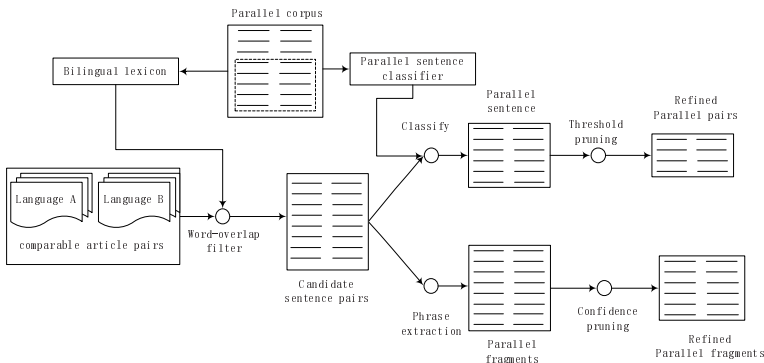 Parallel corpus
Bilingual lexicon
Parallel sentence
classifier
Parallel
sentence
Refined
Parallel pairs
Classify
Threshold
pruning
Language A
Language B
comparable article pairs
Word-overlap
filter
Candidate
sentence pairs
Phrase
extraction
Parallel
fragments
Confidence
pruning
Refined
Parallel fragments